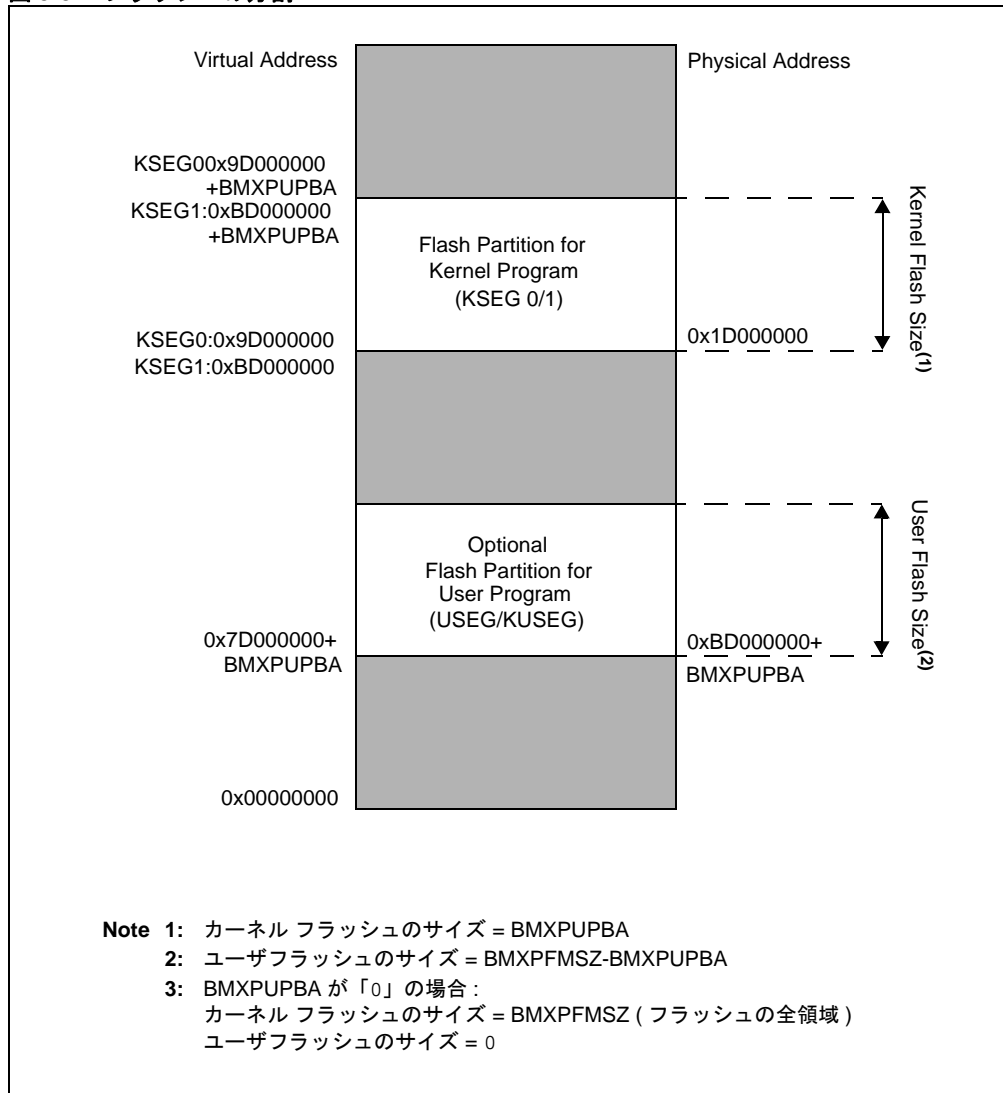 Virtual Address
Physical Address
KSEG00x9D000000
+BMXPUPBA
KSEG1:0xBD000000
+BMXPUPBA
Flash Partition for
Kernel Program
(KSEG 0/1)
Kernel Flash Size(1)
KSEG0:0x9D000000
KSEG1:0xBD000000
0x1D000000
Optional
Flash Partition for
User Program
(USEG/KUSEG)
User Flash Size(2)
0x7D000000+
BMXPUPBA
0xBD000000+
BMXPUPBA
0x00000000
Note 1: カーネル フラッシュのサイズ = BMXPUPBA
2: ユーザフラッシュのサイズ = BMXPFMSZ-BMXPUPBA
3: BMXPUPBA が「0」の場合 :
カーネル フラッシュのサイズ = BMXPFMSZ ( フラッシュの全領域 )
ユーザフラッシュのサイズ = 0